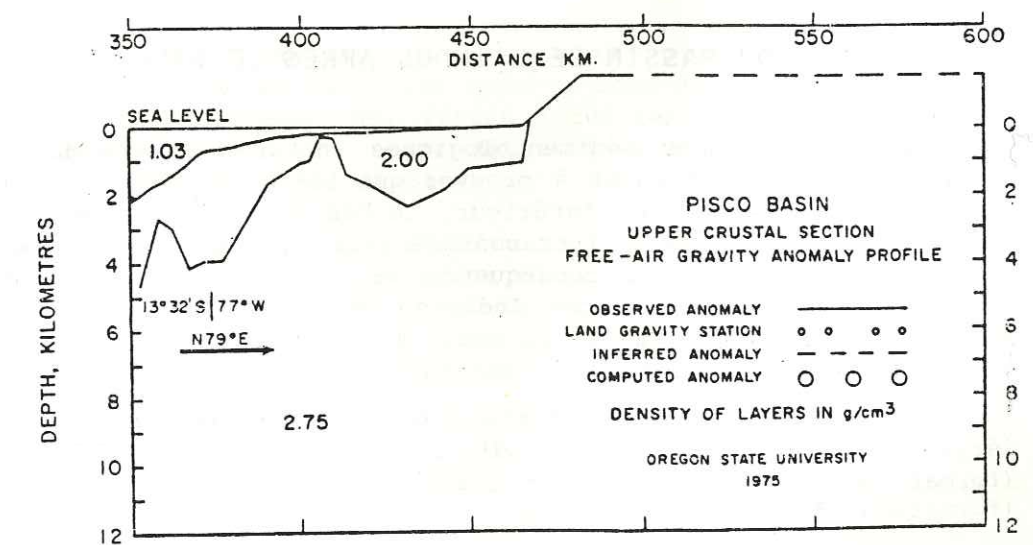 350 400 450 500 550 600
DISTANCE KM.
SEA LEVEL
0 0
1.03 2.00
2 2
PISCO BASIN
UPPER CRUSTAL SECTION
FREE-AIR GRAVITY ANOMALY PROFILE
4 4
13°32'S 77°W
OBSERVED ANOMALY
6 6
LAND GRAVITY STATION
N79°E
INFERRED ANOMALY
COMPUTED ANOMALY
8 8
DENSITY OF LAYERS IN g/cm3
2.75
10 10
OREGON STATE UNIVERSITY
1975
12 12
DEPTH, KILOMETRES